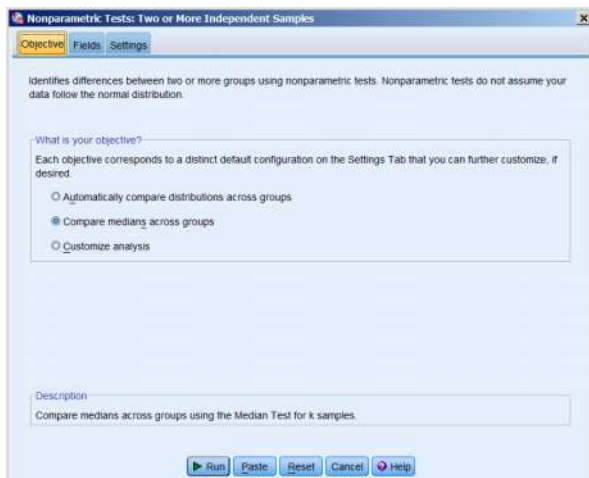 Nonparametric Tests: Two or More Independent Samples
Objective Fields Settings
Identifies differences between two or more groups using nonparametric tests. Nonparametric tests do not assume your
data follow the normal distribution.
What is your objective?
Each objective corresponds to a distinct default configuration on the Settings Tab that you can further customize, if
desired.
Automatically compare distributions across groups
Compare medians across groups
Customize analysis
Description
Compare medians across groups using the Median Test for k samples.
Run Paste Reset Cancel Help